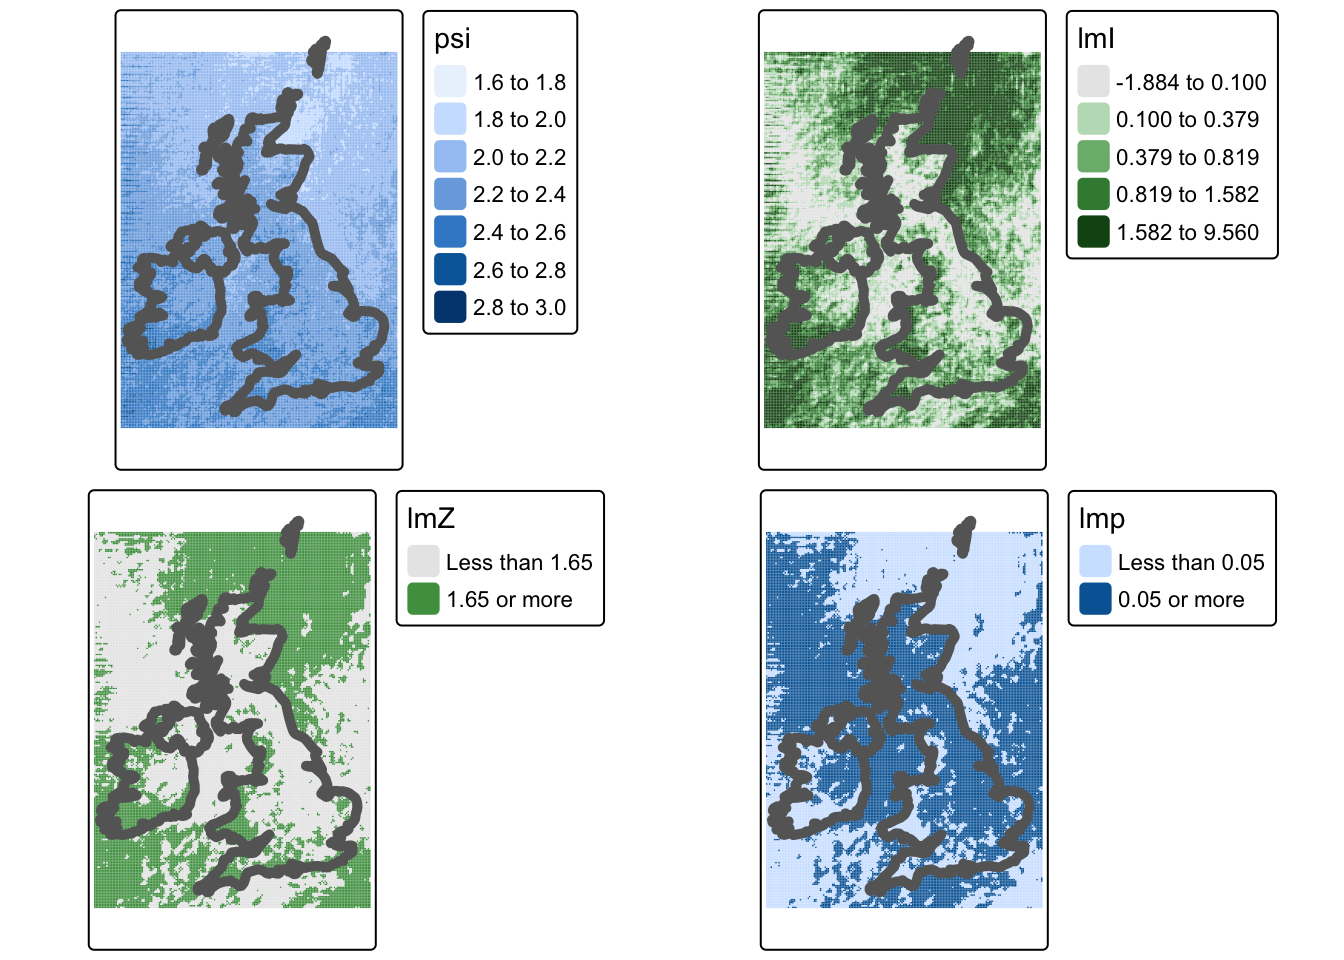 psi
1.6 to 1.8
1.8 to 2.0
2.0 to 2.2
2.2 to 2.4
2.4 to 2.6
2.6 to 2.8
2.8 to 3.0
lmI
-1.884 to 0.100
0.100 to 0.379
0.379 to 0.819
0.819 to 1.582
1.582 to 9.560
lmZ
Less than 1.65
1.65 or more
lmp
Less than 0.05
0.05 or more